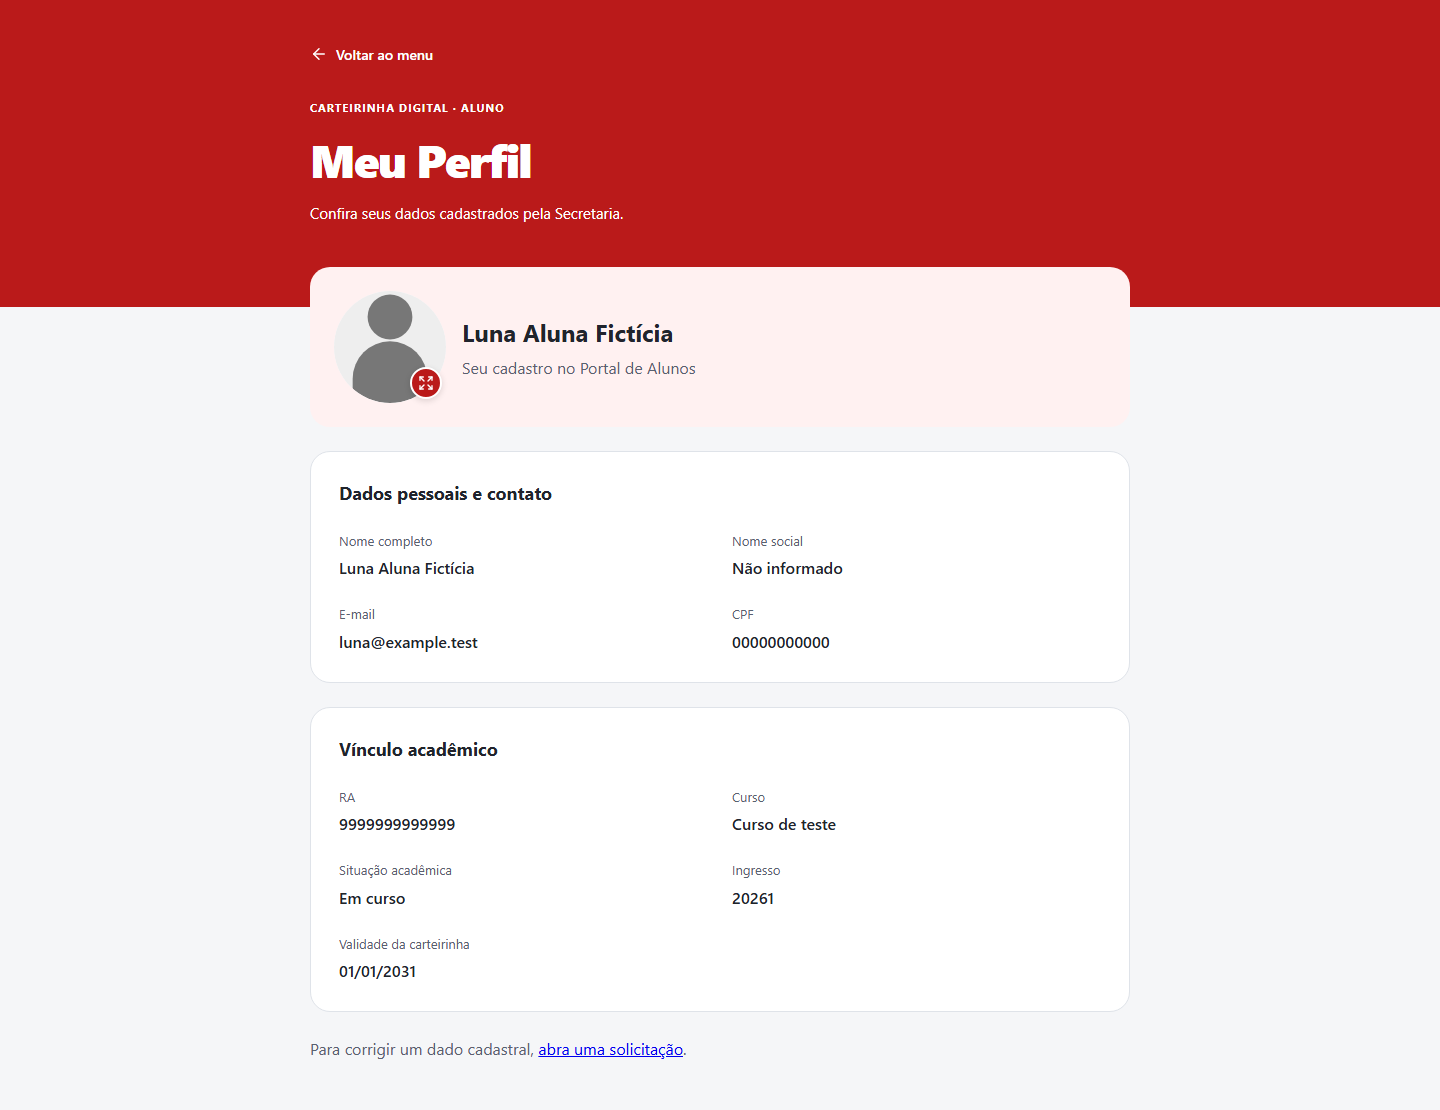 Voltar ao menu
CARTEIRINHA DIGITAL · ALUNO
Meu Perfil
Confira seus dados cadastrados pela Secretaria.
Luna Aluna Fictícia
Seu cadastro no Portal de Alunos
Dados pessoais e contato
Nome completo
Luna Aluna Fictícia
Nome social
Não informado
E-mail
luna@example.test
CPF
00000000000
Vínculo acadêmico
RA
9999999999999
Curso
Curso de teste
Situação acadêmica
Em curso
Ingresso
20261
Validade da carteirinha
01/01/2031
Para corrigir um dado cadastral, abra uma solicitação.